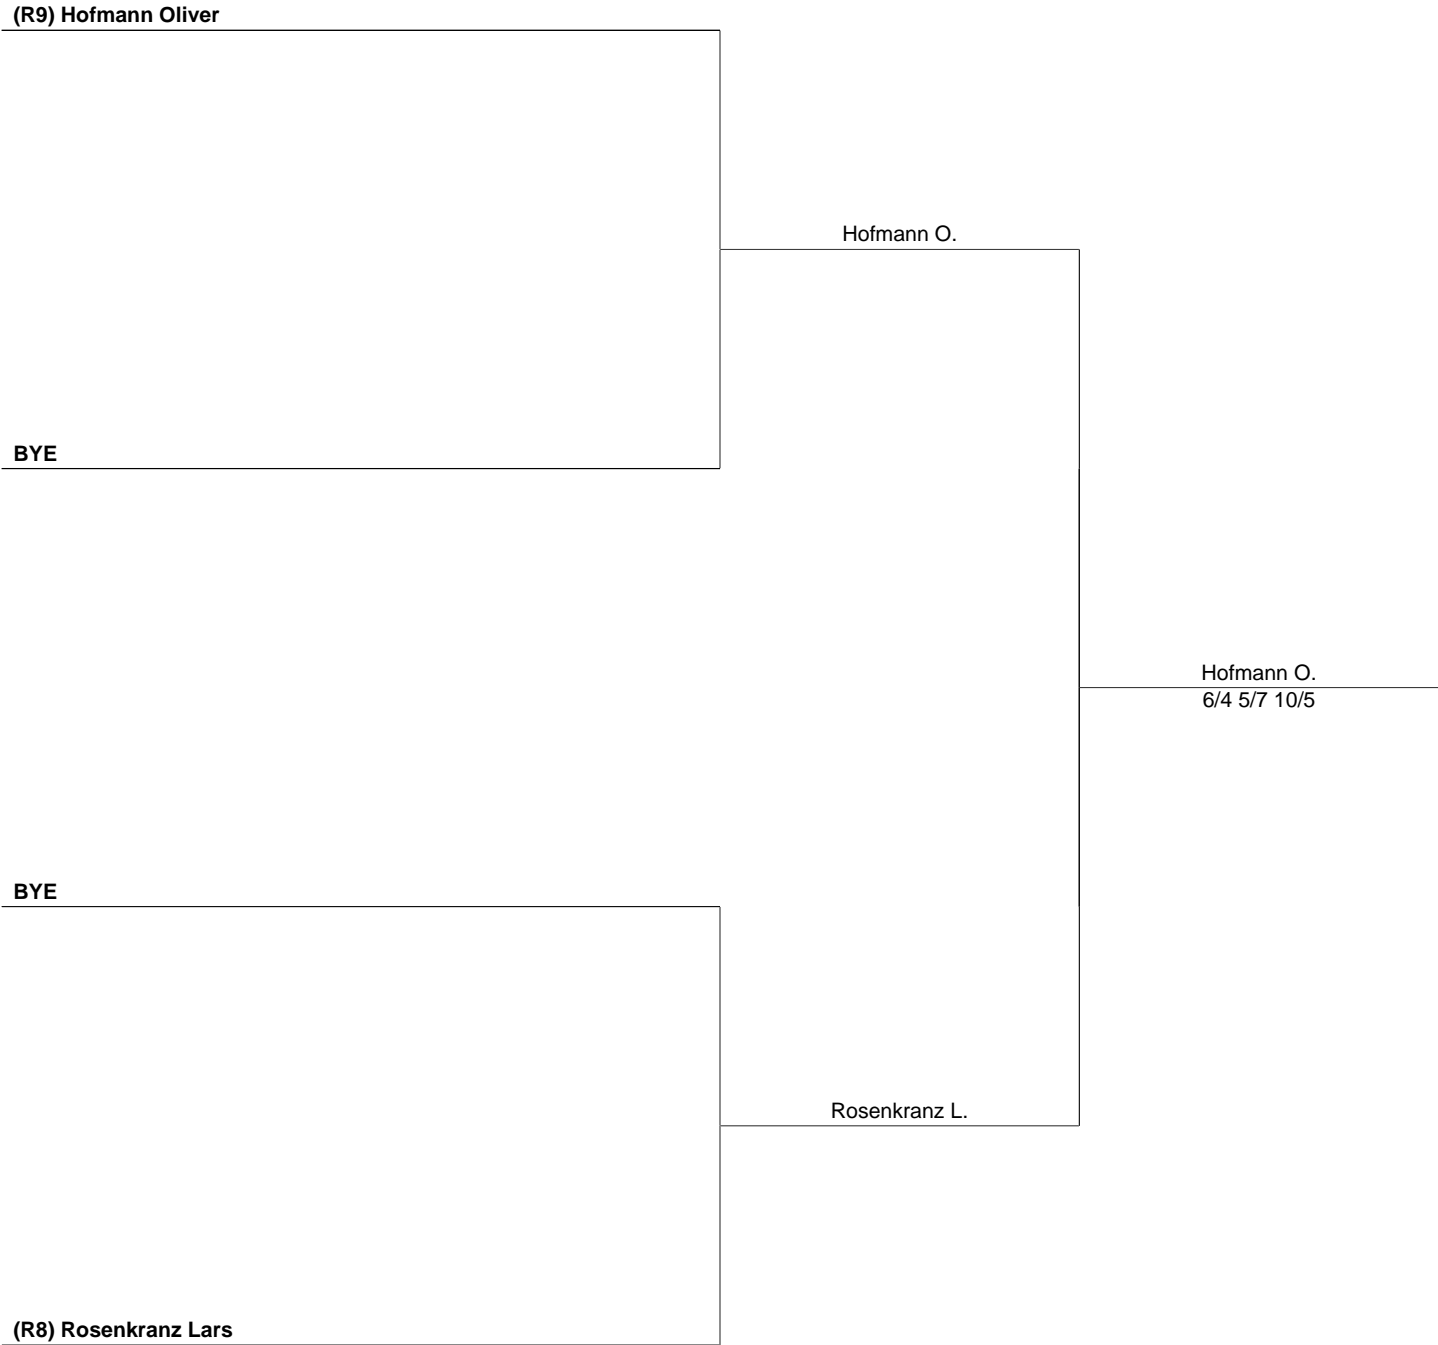 (R9) Hofmann Oliver
Hofmann O.
BYE
Hofmann O.
6/4 5/7 10/5
BYE
Rosenkranz L.
(R8) Rosenkranz Lars